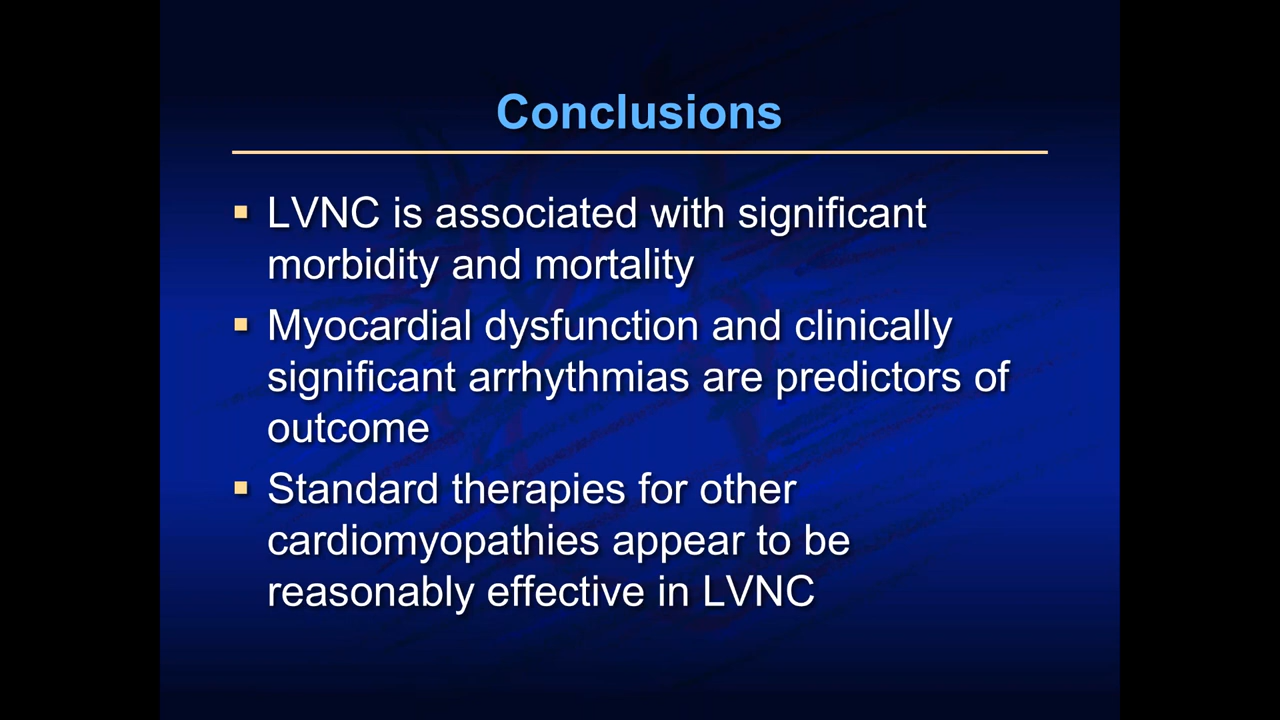 Conclusions
▪ LVNC is associated with significant
morbidity and mortality
▪ Myocardial dysfunction and clinically
significant arrhythmias are predictors of
outcome
▪ Standard therapies for other
cardiomyopathies appear to be
reasonably effective in LVNC